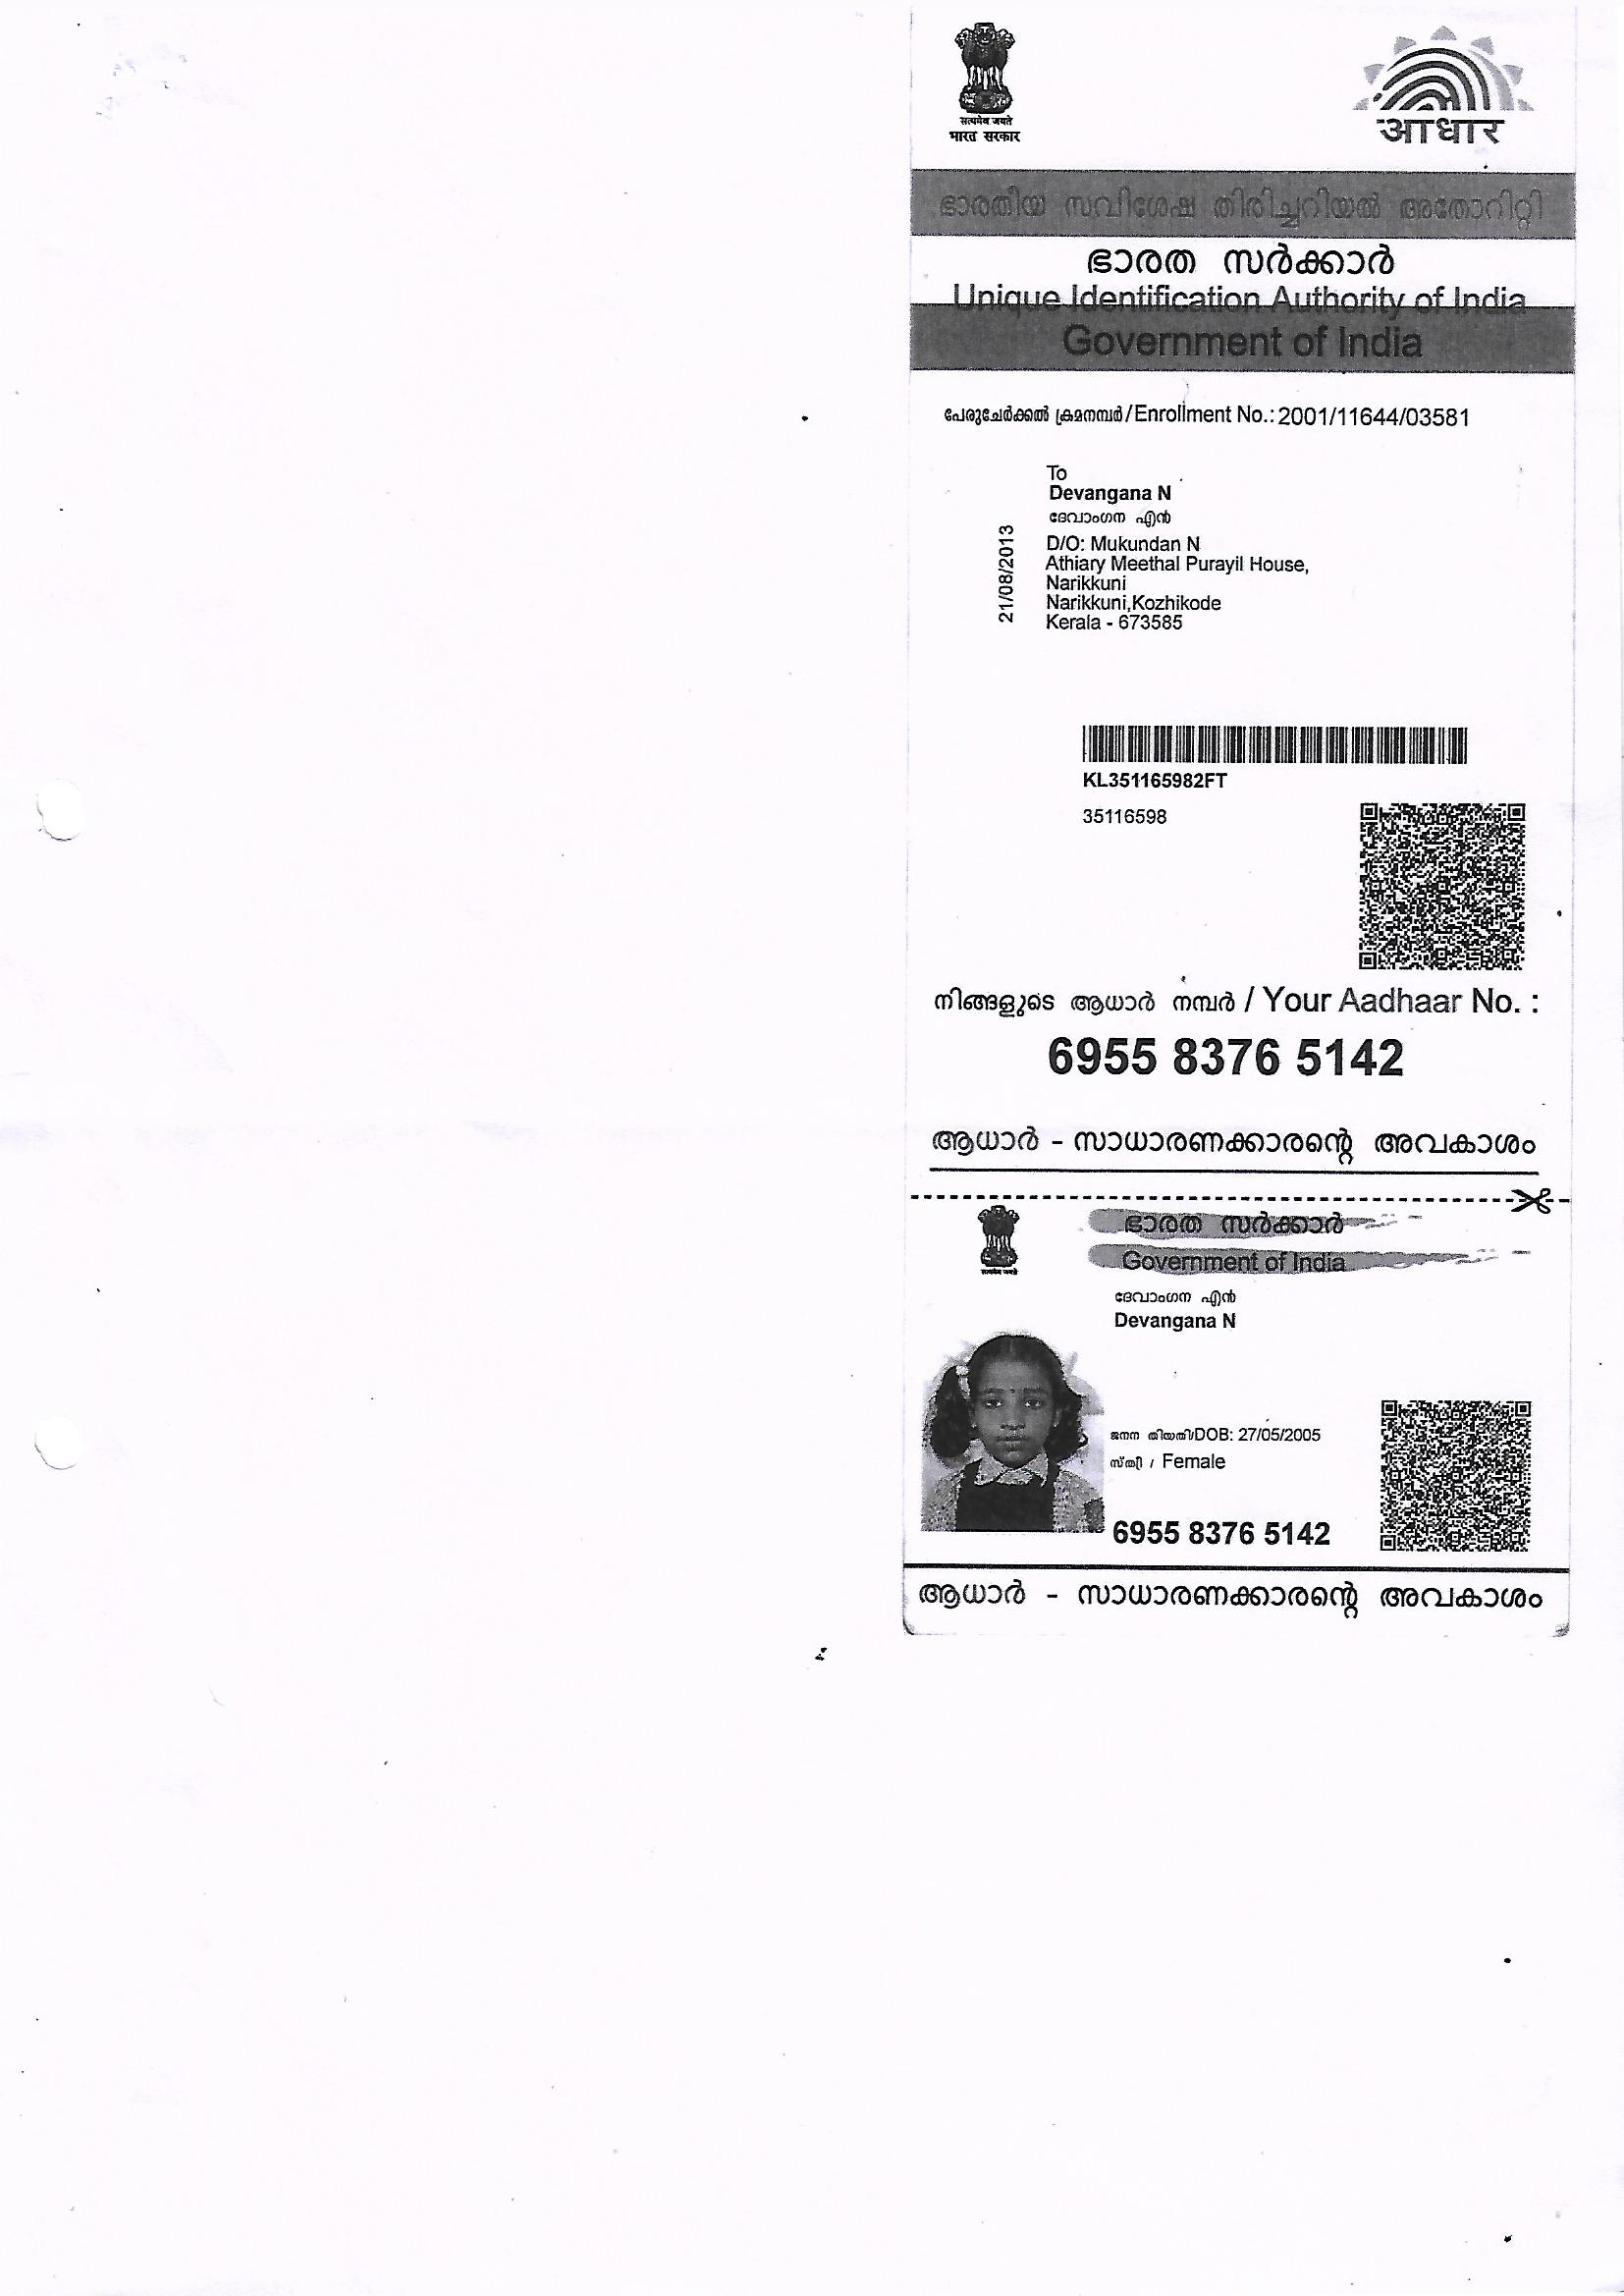 सत्यमेव जयते
भारत सरकार
आधार
ഭാരതീയ സവിശേഷ തിരിച്ചറിയൽ അതോറിറ്റി
ഭാരത സർക്കാർ
Unique Identification Authority of India
Government of India
പേരുചേർക്കൽ ക്രമനമ്പർ / Enrollment No.: 2001/11644/03581
To
Devangana N
ദേവാംഗന എൻ
D/O: Mukundan N
Athiary Meethal Purayil House,
Narikkuni
Narikkuni,Kozhikode
Kerala - 673585
21/08/2013
KL351165982FT
35116598
നിങ്ങളുടെ ആധാർ നമ്പർ / Your Aadhaar No. :
6955 8376 5142
ആധാർ - സാധാരണക്കാരന്റെ അവകാശം
ഭാരത സർക്കാർ
Government of India
ദേവാംഗന എൻ
Devangana N
ജനന തിയതി/DOB: 27/05/2005
സ്ത്രീ / Female
6955 8376 5142
ആധാർ - സാധാരണക്കാരന്റെ അവകാശം